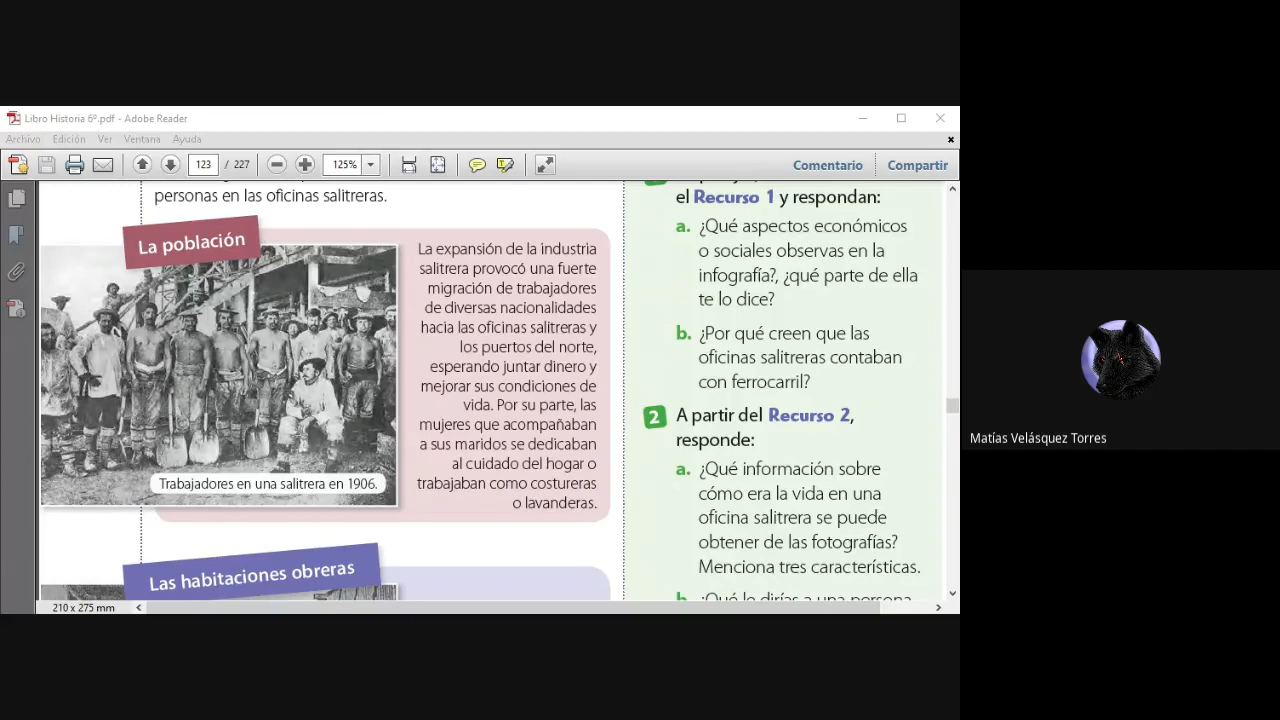 Libro Historia 6º.pdf - Adobe Reader
Archivo Edición Ver Ventana Ayuda
123 / 227 125% Comentario Compartir
personas en las oficinas salitreras.
La población
La expansión de la industria
salitrera provocó una fuerte
migración de trabajadores
de diversas nacionalidades
hacia las oficinas salitreras y
los puertos del norte,
esperando juntar dinero y
mejorar sus condiciones de
vida. Por su parte, las
mujeres que acompañaban
a sus maridos se dedicaban
al cuidado del hogar o
trabajaban como costureras
o lavanderas.
Trabajadores en una salitrera en 1906.
Las habitaciones obreras
el Recurso 1 y respondan:
a. ¿Qué aspectos económicos
o sociales observas en la
infografía?, ¿qué parte de ella
te lo dice?
b. ¿Por qué creen que las
oficinas salitreras contaban
con ferrocarril?
2 A partir del Recurso 2,
responde:
a. ¿Qué información sobre
cómo era la vida en una
oficina salitrera se puede
obtener de las fotografías?
Menciona tres características.
b. ¿Qué le dirías a una persona
210 x 275 mm
Matías Velásquez Torres